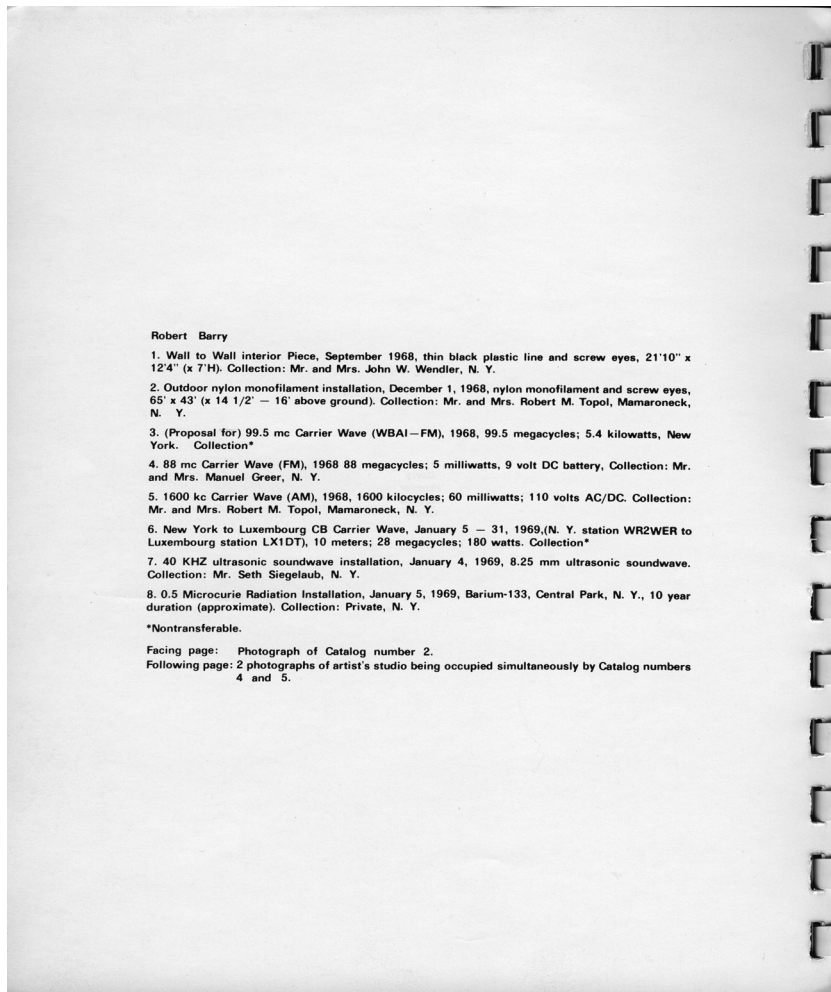 Robert Barry
1. Wall to Wall interior Piece, September 1968, thin black plastic line and screw eyes, 21'10" x
12'4" (x 7'H). Collection: Mr. and Mrs. John W. Wendler, N. Y.
2. Outdoor nylon monofilament installation, December 1, 1968, nylon monofilament and screw eyes,
65' x 43' (x 14 1/2' — 16' above ground). Collection: Mr. and Mrs. Robert M. Topol, Mamaroneck,
N. Y.
3. (Proposal for) 99.5 mc Carrier Wave (WBAI—FM), 1968, 99.5 megacycles; 5.4 kilowatts, New
York. Collection*
4. 88 mc Carrier Wave (FM), 1968 88 megacycles; 5 milliwatts, 9 volt DC battery, Collection: Mr.
and Mrs. Manuel Greer, N. Y.
5. 1600 kc Carrier Wave (AM), 1968, 1600 kilocycles; 60 milliwatts; 110 volts AC/DC. Collection:
Mr. and Mrs. Robert M. Topol, Mamaroneck, N. Y.
6. New York to Luxembourg CB Carrier Wave, January 5 — 31, 1969,(N. Y. station WR2WER to
Luxembourg station LX1DT), 10 meters; 28 megacycles; 180 watts. Collection*
7. 40 KHZ ultrasonic soundwave installation, January 4, 1969, 8.25 mm ultrasonic soundwave.
Collection: Mr. Seth Siegelaub, N. Y.
8. 0.5 Microcurie Radiation Installation, January 5, 1969, Barium-133, Central Park, N. Y., 10 year
duration (approximate). Collection: Private, N. Y.
*Nontransferable.
Facing page: Photograph of Catalog number 2.
Following page: 2 photographs of artist's studio being occupied simultaneously by Catalog numbers
4 and 5.